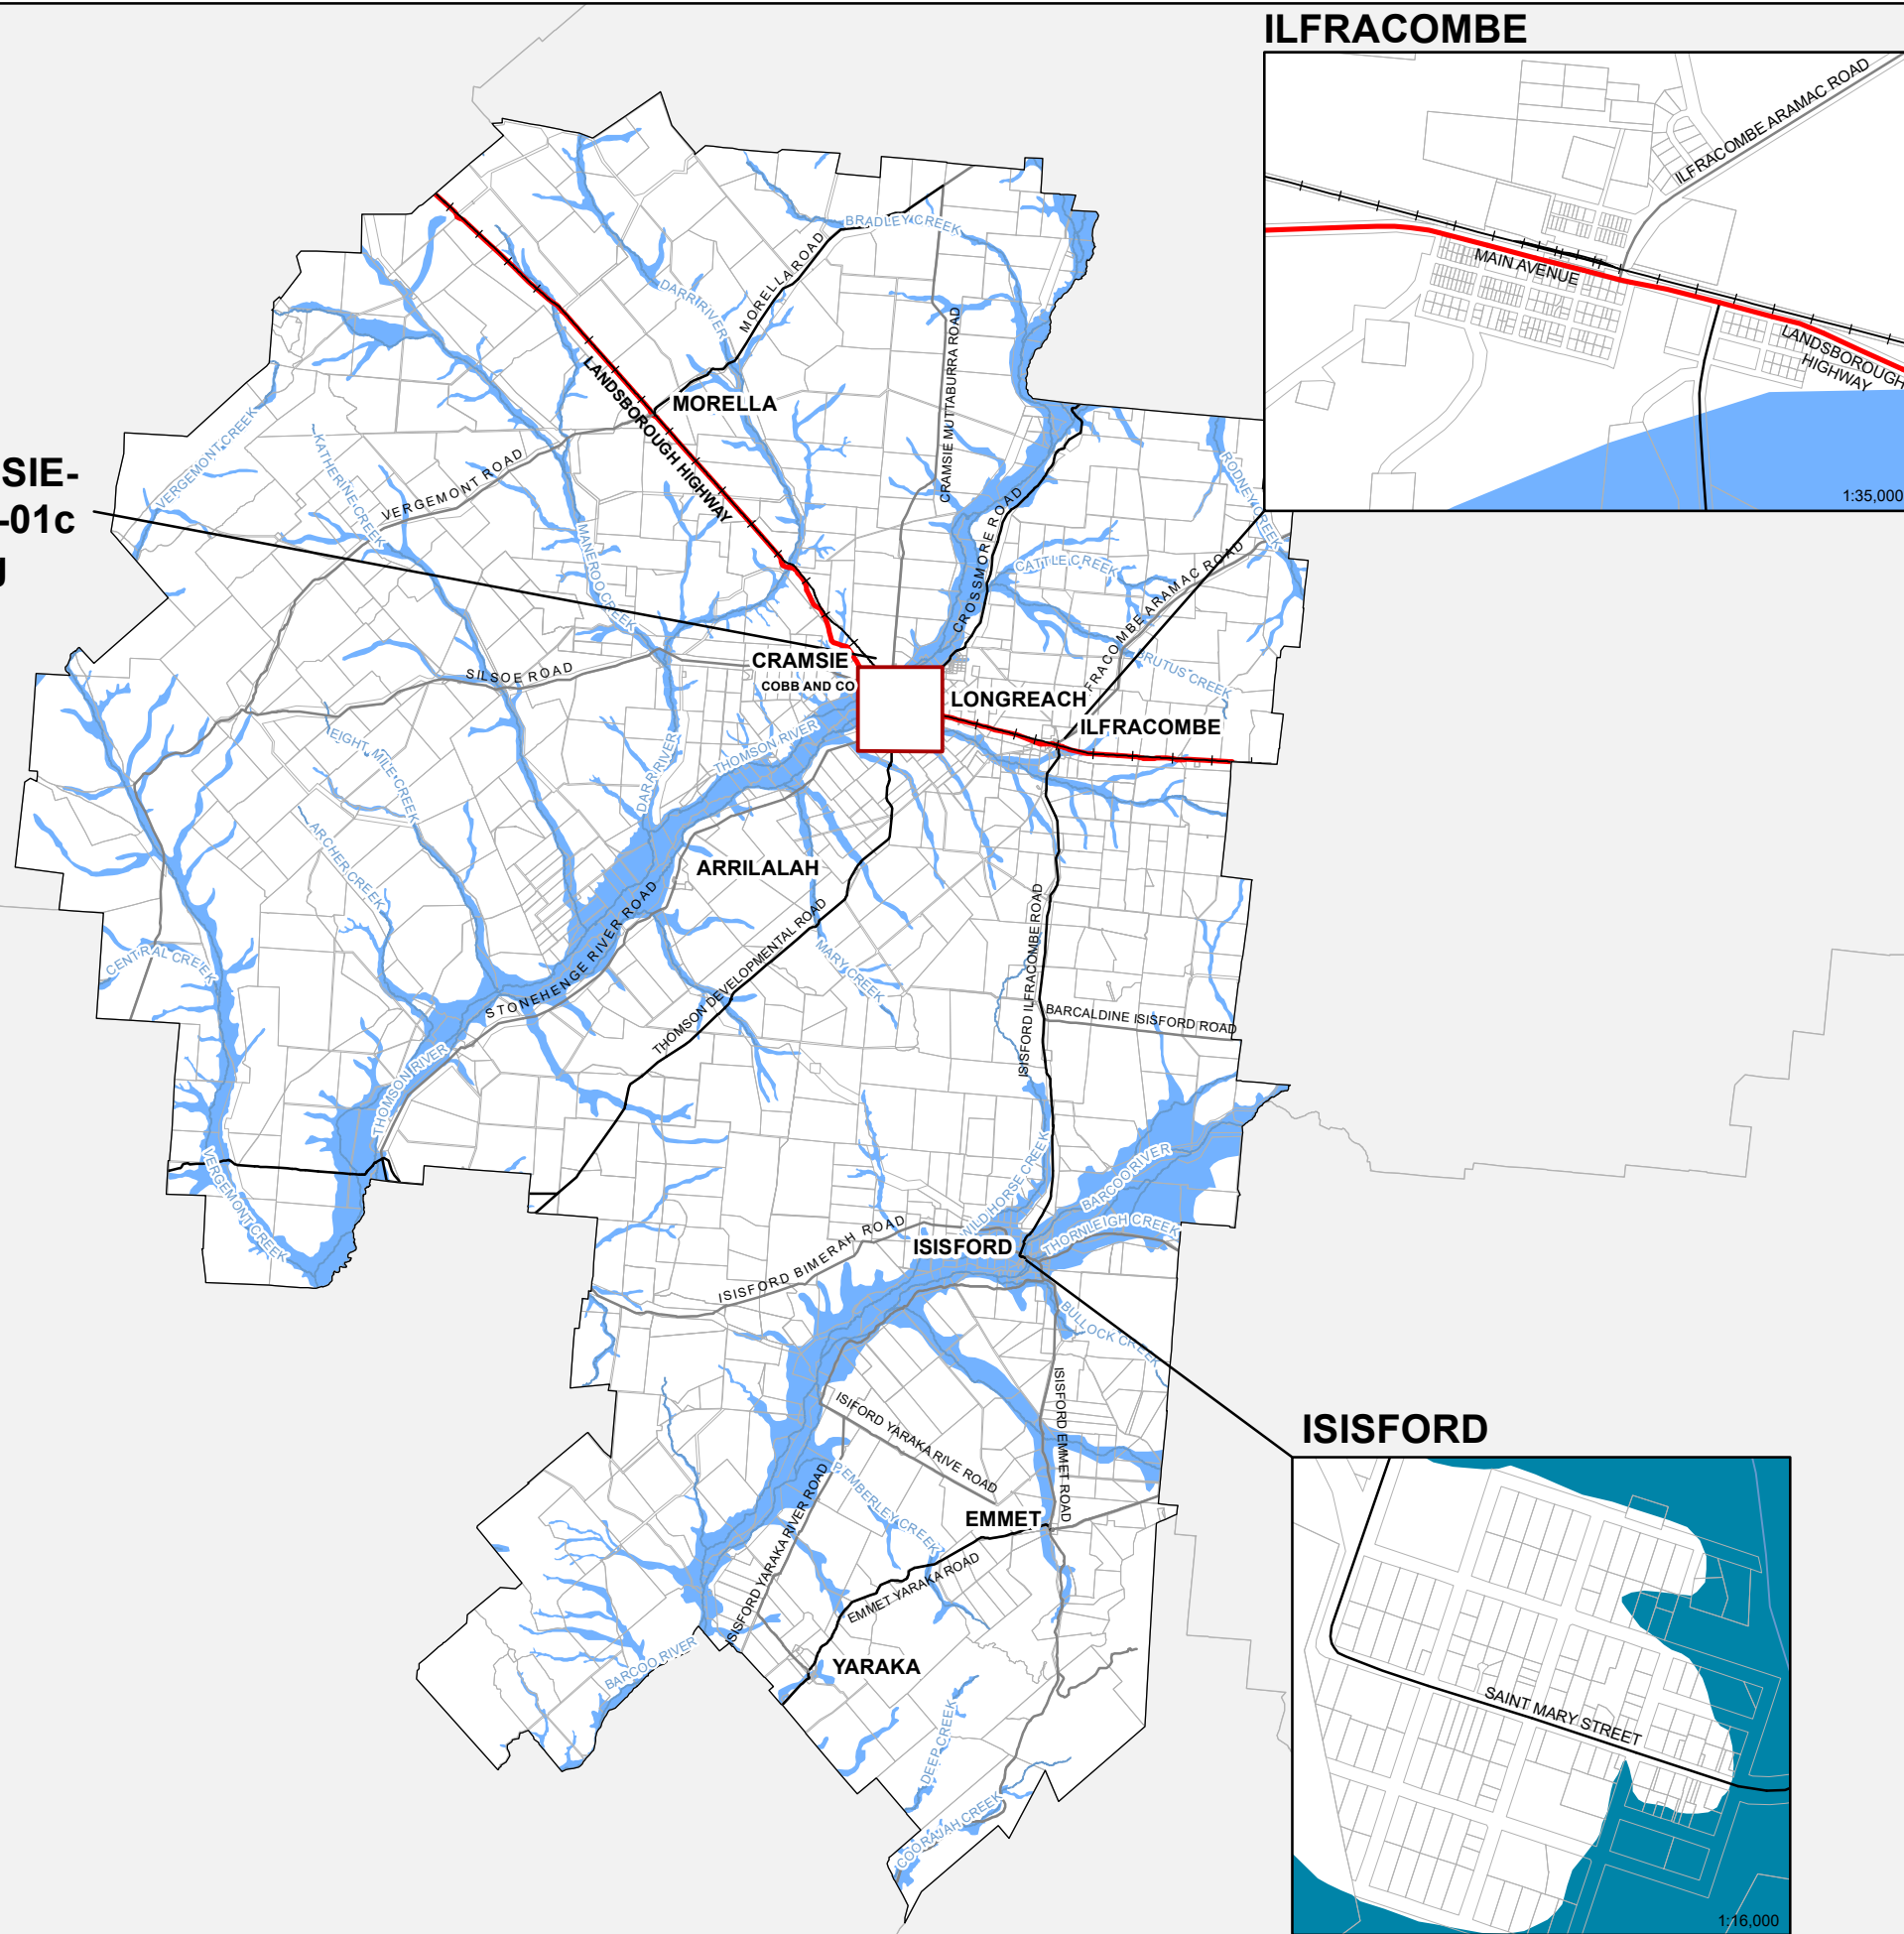 ILFRACOMBE
ILFRACOMBE ARAMAC ROAD
MAIN AVENUE
LANDSBOROUGH
HIGHWAY
1:35,000
SIE-
-01c
BRADLEY CREEK
MORELLA ROAD
DARR RIVER
CRAMSIE MUTTABURRA ROAD
LANDSBOROUGH HIGHWAY
MORELLA
VERGEMONT CREEK
KATHERINE CREEK
VERGEMONT ROAD
RODNEY CREEK
MANEROO CREEK
CROSSMORE ROAD
CATTLE CREEK
ILFRACOMBE ARAMAC ROAD
BRUTUS CREEK
SILSOE ROAD
CRAMSIE
COBB AND CO
LONGREACH
ILFRACOMBE
EIGHT MILE CREEK
DARR RIVER
THOMSON RIVER
ARCHER CREEK
ARRILALAH
ISISFORD ILFRACOMBE ROAD
CENTRAL CREEK
STONEHENGE RIVER ROAD
THOMSON DEVELOPMENTAL ROAD
MARY CREEK
BARCALDINE ISISFORD ROAD
THOMSON RIVER
VERGEMONT CREEK
WILD HORSE CREEK
BARCOO RIVER
THORNLEIGH CREEK
ISISFORD
ISISFORD BIMERAH ROAD
BULLOCK CREEK
ISIFORD YARAKA RIVE ROAD
ISISFORD EMMET ROAD
PEMBERLEY CREEK
ISISFORD YARAKA RIVER ROAD
EMMET
EMMET YARAKA ROAD
BARCOO RIVER
YARAKA
DEEP CREEK
COORAJAH CREEK
ISISFORD
SAINT MARY STREET
1:16,000